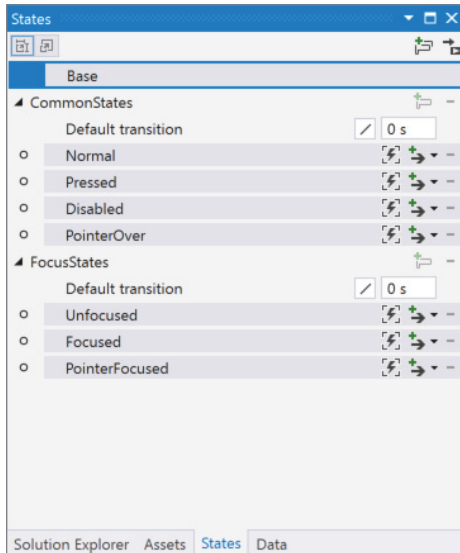 States
Base
CommonStates
Default transition 0 s
Normal
Pressed
Disabled
PointerOver
FocusStates
Default transition 0 s
Unfocused
Focused
PointerFocused
Solution Explorer Assets States Data